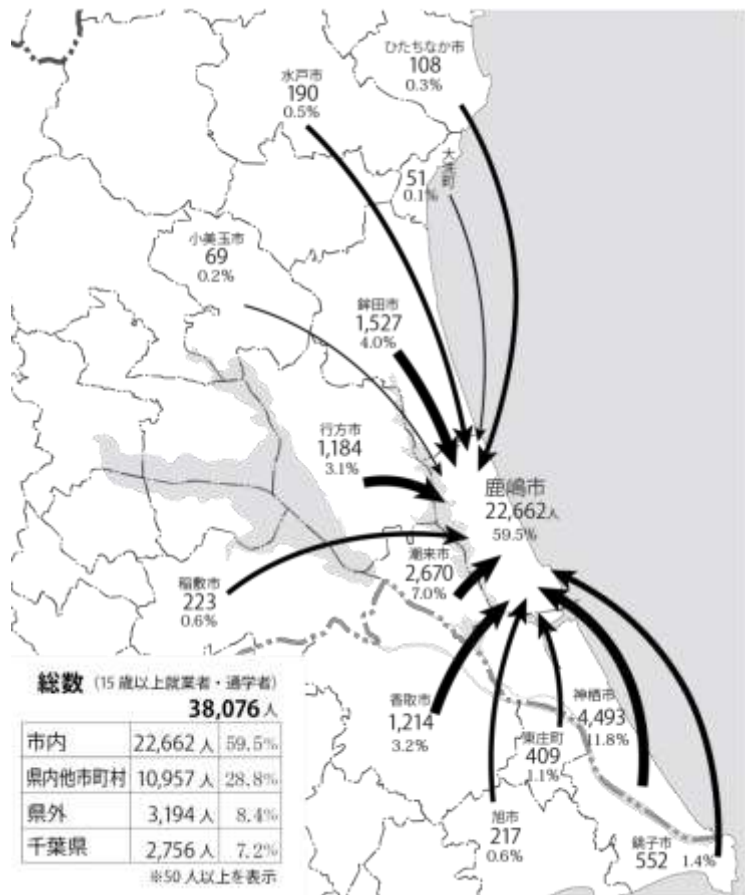 ひたちなか市
108
0.3%
水戸市
190
0.5%
大洗町
51
0.1%
小美玉市
69
0.2%
鉾田市
1,527
4.0%
行方市
1,184
3.1%
鹿嶋市
22,662人
59.5%
潮来市
2,670
7.0%
稲敷市
223
0.6%
香取市
1,214
3.2%
神栖市
4,493
11.8%
東庄町
409
1.1%
旭市
217
0.6%
銚子市
552 1.4%
総数 (15歳以上就業者・通学者)
38,076人
市内 22,662人 59.5%
県内他市町村 10,957人 28.8%
県外 3,194人 8.4%
千葉県 2,756人 7.2%
※50人以上を表示